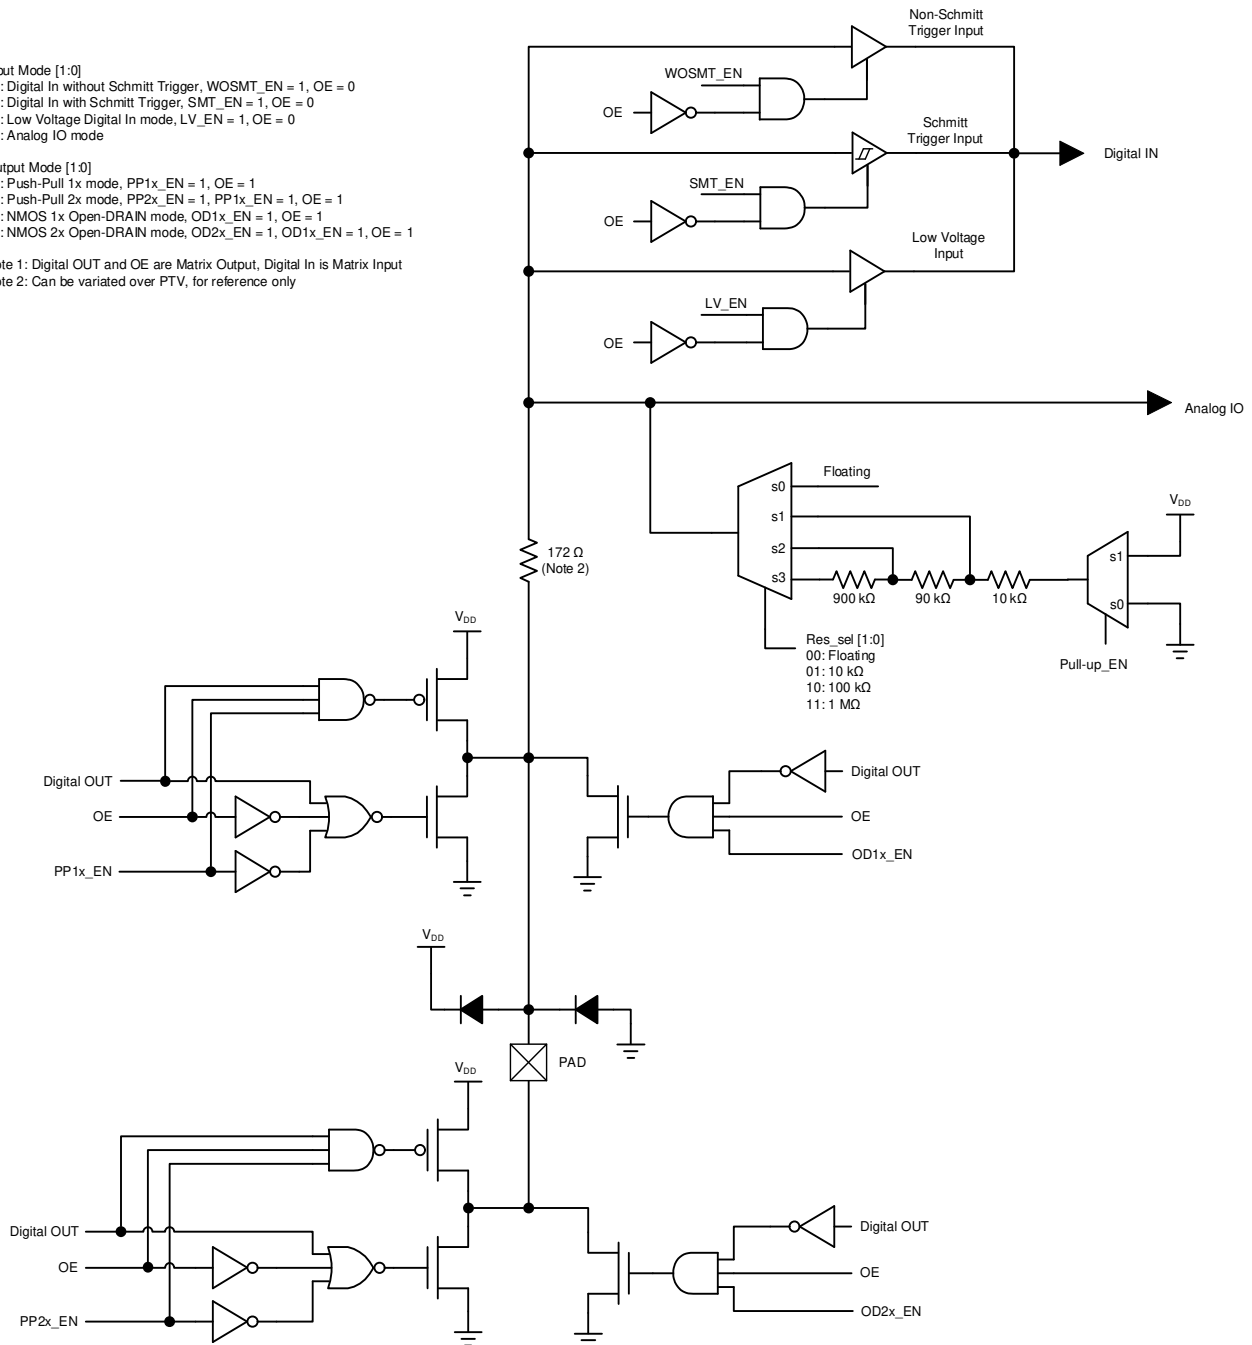 Non-Schmitt
Trigger Input
put Mode [1:0]
: Digital In without Schmitt Trigger, WOSMT_EN = 1, OE = 0
: Digital In with Schmitt Trigger, SMT_EN = 1, OE = 0
: Low Voltage Digital In mode, LV_EN = 1, OE = 0
: Analog IO mode
WOSMT_EN
OE
Schmitt
Trigger Input
Digital IN
utput Mode [1:0]
: Push-Pull 1x mode, PP1x_EN = 1, OE = 1
: Push-Pull 2x mode, PP2x_EN = 1, PP1x_EN = 1, OE = 1
: NMOS 1x Open-DRAIN mode, OD1x_EN = 1, OE = 1
: NMOS 2x Open-DRAIN mode, OD2x_EN = 1, OD1x_EN = 1, OE = 1
SMT_EN
OE
ote 1: Digital OUT and OE are Matrix Output, Digital In is Matrix Input
ote 2: Can be variated over PTV, for reference only
Low Voltage
Input
LV_EN
OE
Analog IO
Floating
s0
s1
s2
s3
900 kΩ
90 kΩ
10 kΩ
VDD
s1
s0
Pull-up_EN
172 Ω
(Note 2)
Res_sel [1:0]
00: Floating
01: 10 kΩ
10: 100 kΩ
11: 1 MΩ
VDD
Digital OUT
OE
PP1x_EN
Digital OUT
OE
OD1x_EN
VDD
PAD
VDD
Digital OUT
OE
PP2x_EN
Digital OUT
OE
OD2x_EN